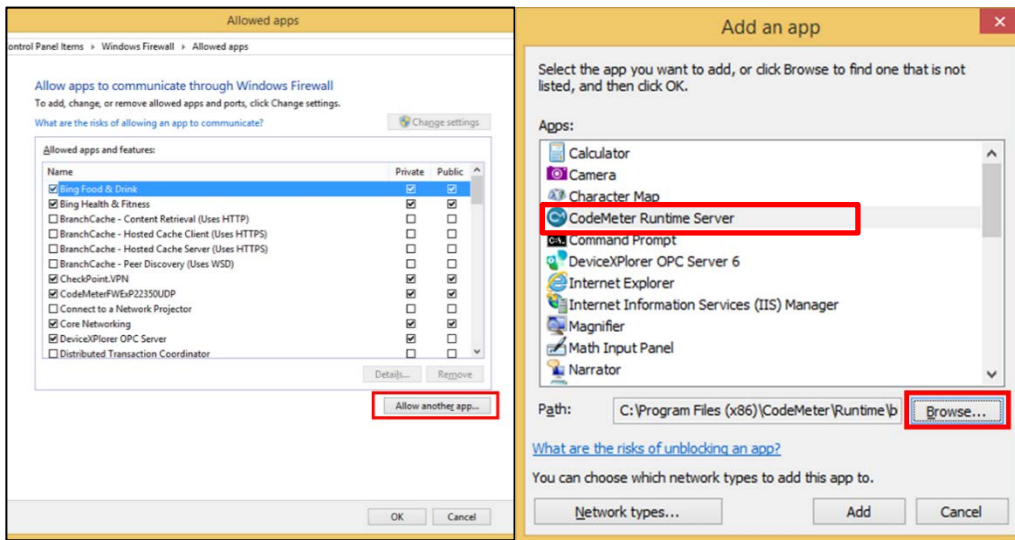 Allowed apps
ontrol Panel Items ▸ Windows Firewall ▸ Allowed apps
Allow apps to communicate through Windows Firewall
To add, change, or remove allowed apps and ports, click Change settings.
What are the risks of allowing an app to communicate?
Change settings
Allowed apps and features:
Name Private Public
Bing Food & Drink
Bing Health & Fitness
BranchCache - Content Retrieval (Uses HTTP)
BranchCache - Hosted Cache Client (Uses HTTPS)
BranchCache - Hosted Cache Server (Uses HTTPS)
BranchCache - Peer Discovery (Uses WSD)
CheckPoint.VPN
CodeMeterFWExP22350UDP
Connect to a Network Projector
Core Networking
DeviceXPlorer OPC Server
Distributed Transaction Coordinator
Details... Remove
Allow another app...
OK Cancel
Add an app
Select the app you want to add, or click Browse to find one that is not
listed, and then click OK.
Apps:
Calculator
Camera
Character Map
CodeMeter Runtime Server
Command Prompt
DeviceXPlorer OPC Server 6
Internet Explorer
Internet Information Services (IIS) Manager
Magnifier
Math Input Panel
Narrator
Path: C:\Program Files (x86)\CodeMeter\Runtime\b Browse...
What are the risks of unblocking an app?
You can choose which network types to add this app to.
Network types... Add Cancel